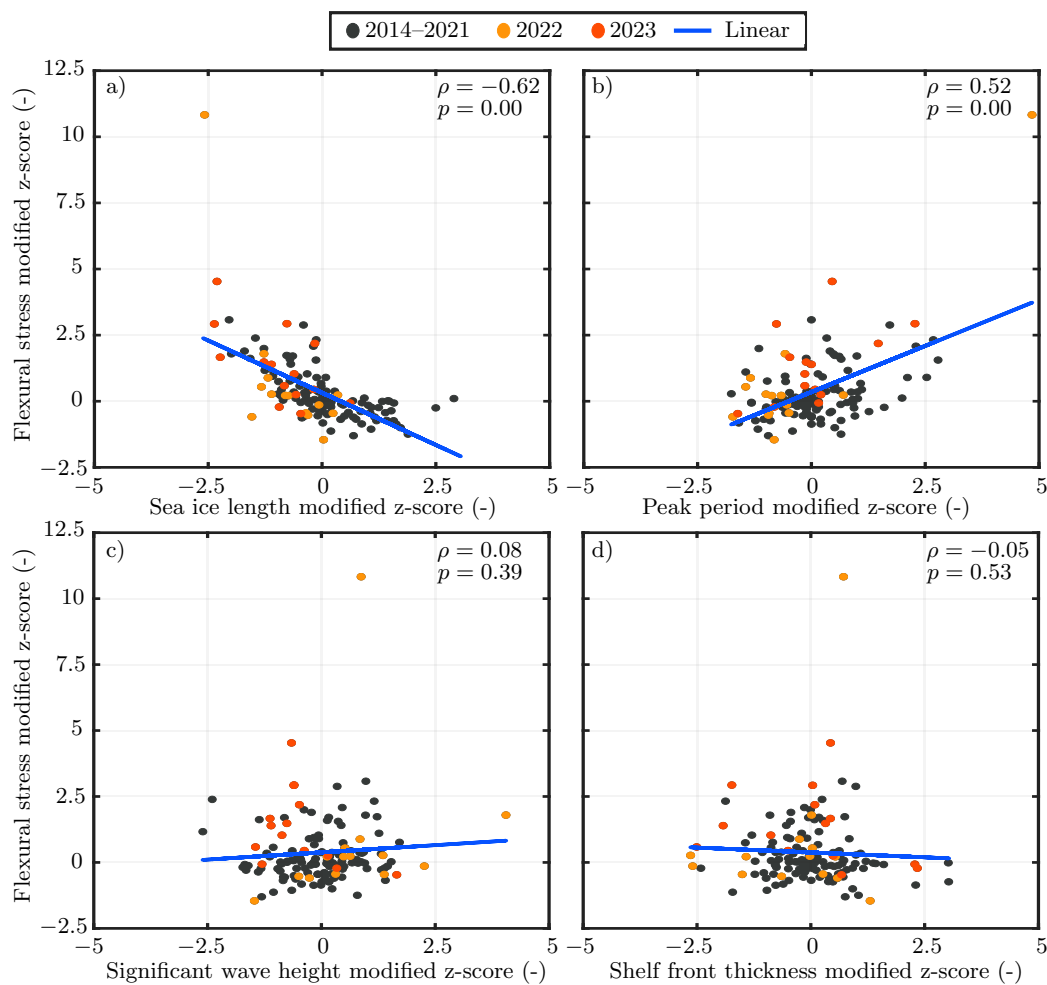 2014–2021 2022 2023 Linear
a)
ρ = −0.62
p = 0.00
12.5
10
7.5
5
2.5
0
−2.5
−5 −2.5 0 2.5 5
Flexural stress modified z-score (-)
Sea ice length modified z-score (-)
b)
ρ = 0.52
p = 0.00
−5 −2.5 0 2.5 5
Peak period modified z-score (-)
c)
ρ = 0.08
p = 0.39
12.5
10
7.5
5
2.5
0
−2.5
−5 −2.5 0 2.5 5
Flexural stress modified z-score (-)
Significant wave height modified z-score (-)
d)
ρ = −0.05
p = 0.53
−5 −2.5 0 2.5 5
Shelf front thickness modified z-score (-)